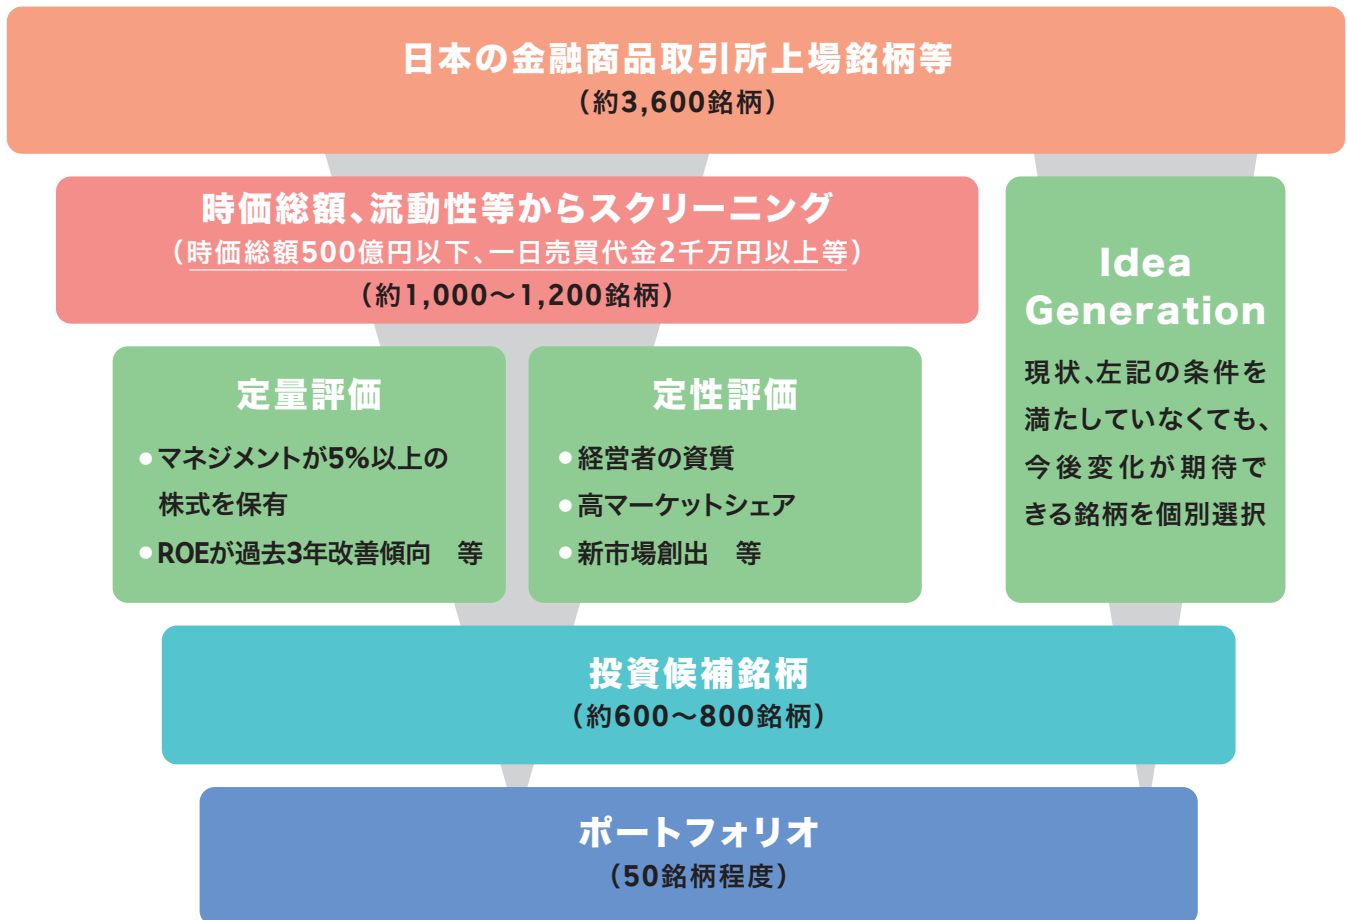 日本の金融商品取引所上場銘柄等
（約3,600銘柄）
時価総額、流動性等からスクリーニング
（時価総額500億円以下、一日売買代金2千万円以上等）
（約1,000～1,200銘柄）
定量評価
●マネジメントが5%以上の
株式を保有
●ROEが過去3年改善傾向　等
定性評価
●経営者の資質
●高マーケットシェア
●新市場創出　等
Idea
Generation
現状、左記の条件を
満たしていなくても、
今後変化が期待で
きる銘柄を個別選択
投資候補銘柄
（約600～800銘柄）
ポートフォリオ
（50銘柄程度）